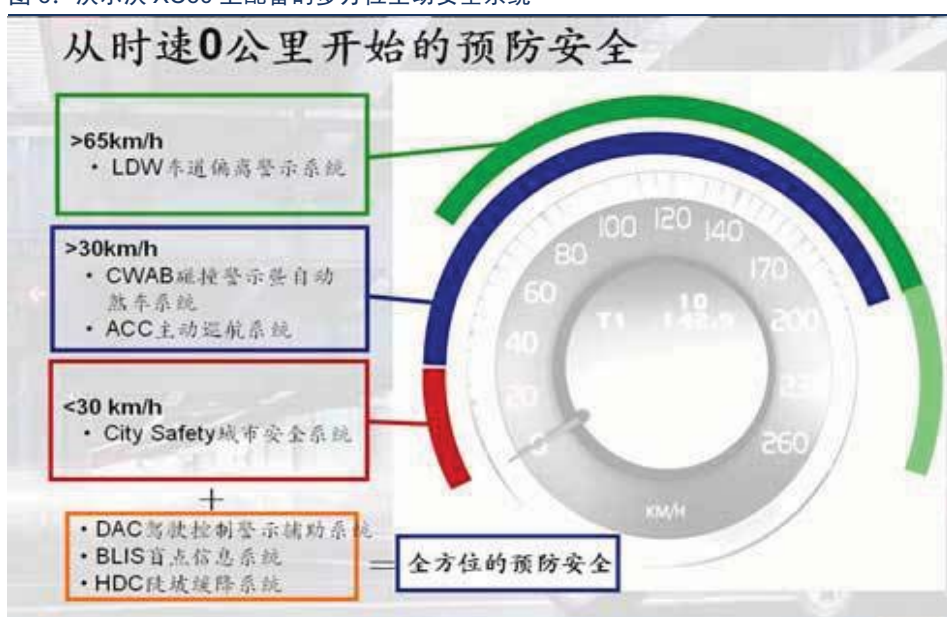 从时速0公里开始的预防安全
>65km/h
• LDW车道偏离警示系统
>30km/h
• CWAB碰撞警示暨自动
煞车系统
• ACC主动巡航系统
<30 km/h
• City Safety城市安全系统
+
• DAC驾驶控制警示辅助系统
• BLIS盲点信息系统
• HDC陡坡缓降系统
=
全方位的预防安全
0
20
40
60
80
100
120
140
170
200
260
KM/H